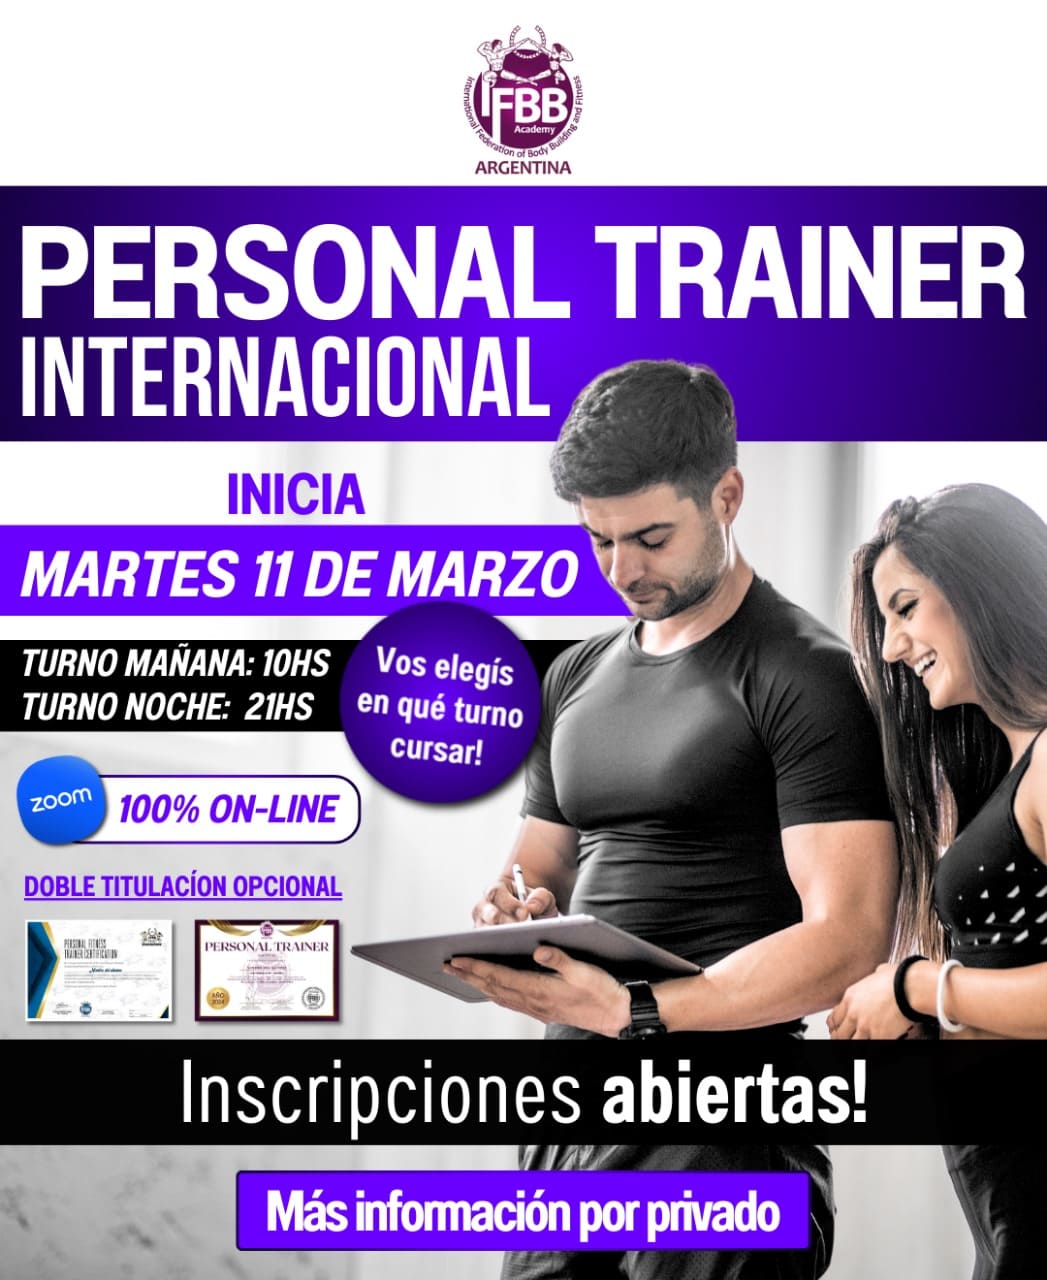 IFBB
Academy
International Federation of Body Building and Fitness
ARGENTINA
PERSONAL TRAINER
INTERNACIONAL
INICIA
MARTES 11 DE MARZO
TURNO MAÑANA: 10HS
TURNO NOCHE: 21HS
Vos elegís
en qué turno
cursar!
zoom
100% ON-LINE
DOBLE TITULACÍON OPCIONAL
PERSONAL FITNESS
TRAINER CERTIFICATION
PERSONAL TRAINER
AÑO
2024
Inscripciones abiertas!
Más información por privado